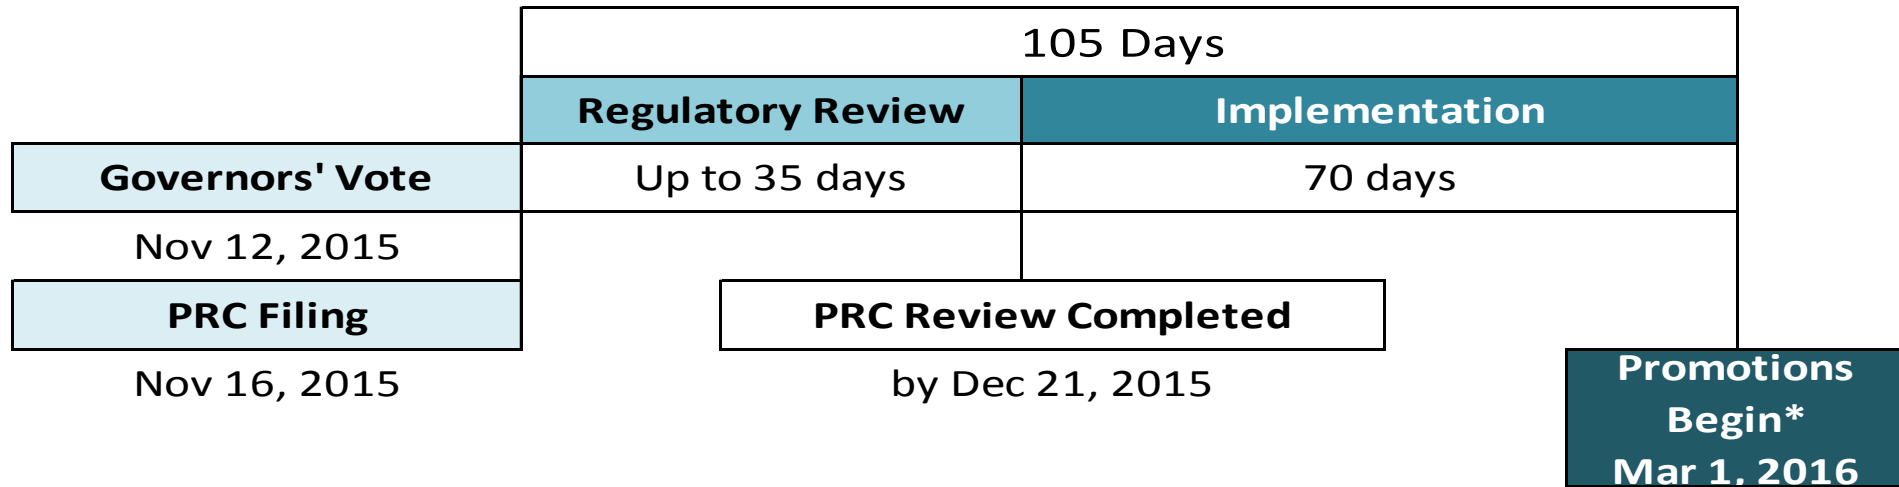 105 Days
Regulatory Review
Implementation
Governors' Vote
Up to 35 days
70 days
Nov 12, 2015
PRC Filing
PRC Review Completed
Nov 16, 2015
by Dec 21, 2015
Promotions
Begin*
Mar 1, 2016